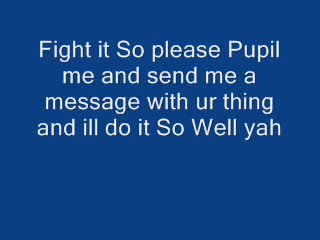 Fight it So please Pupil
me and send me a
message with ur thing
and ill do it So Well yah